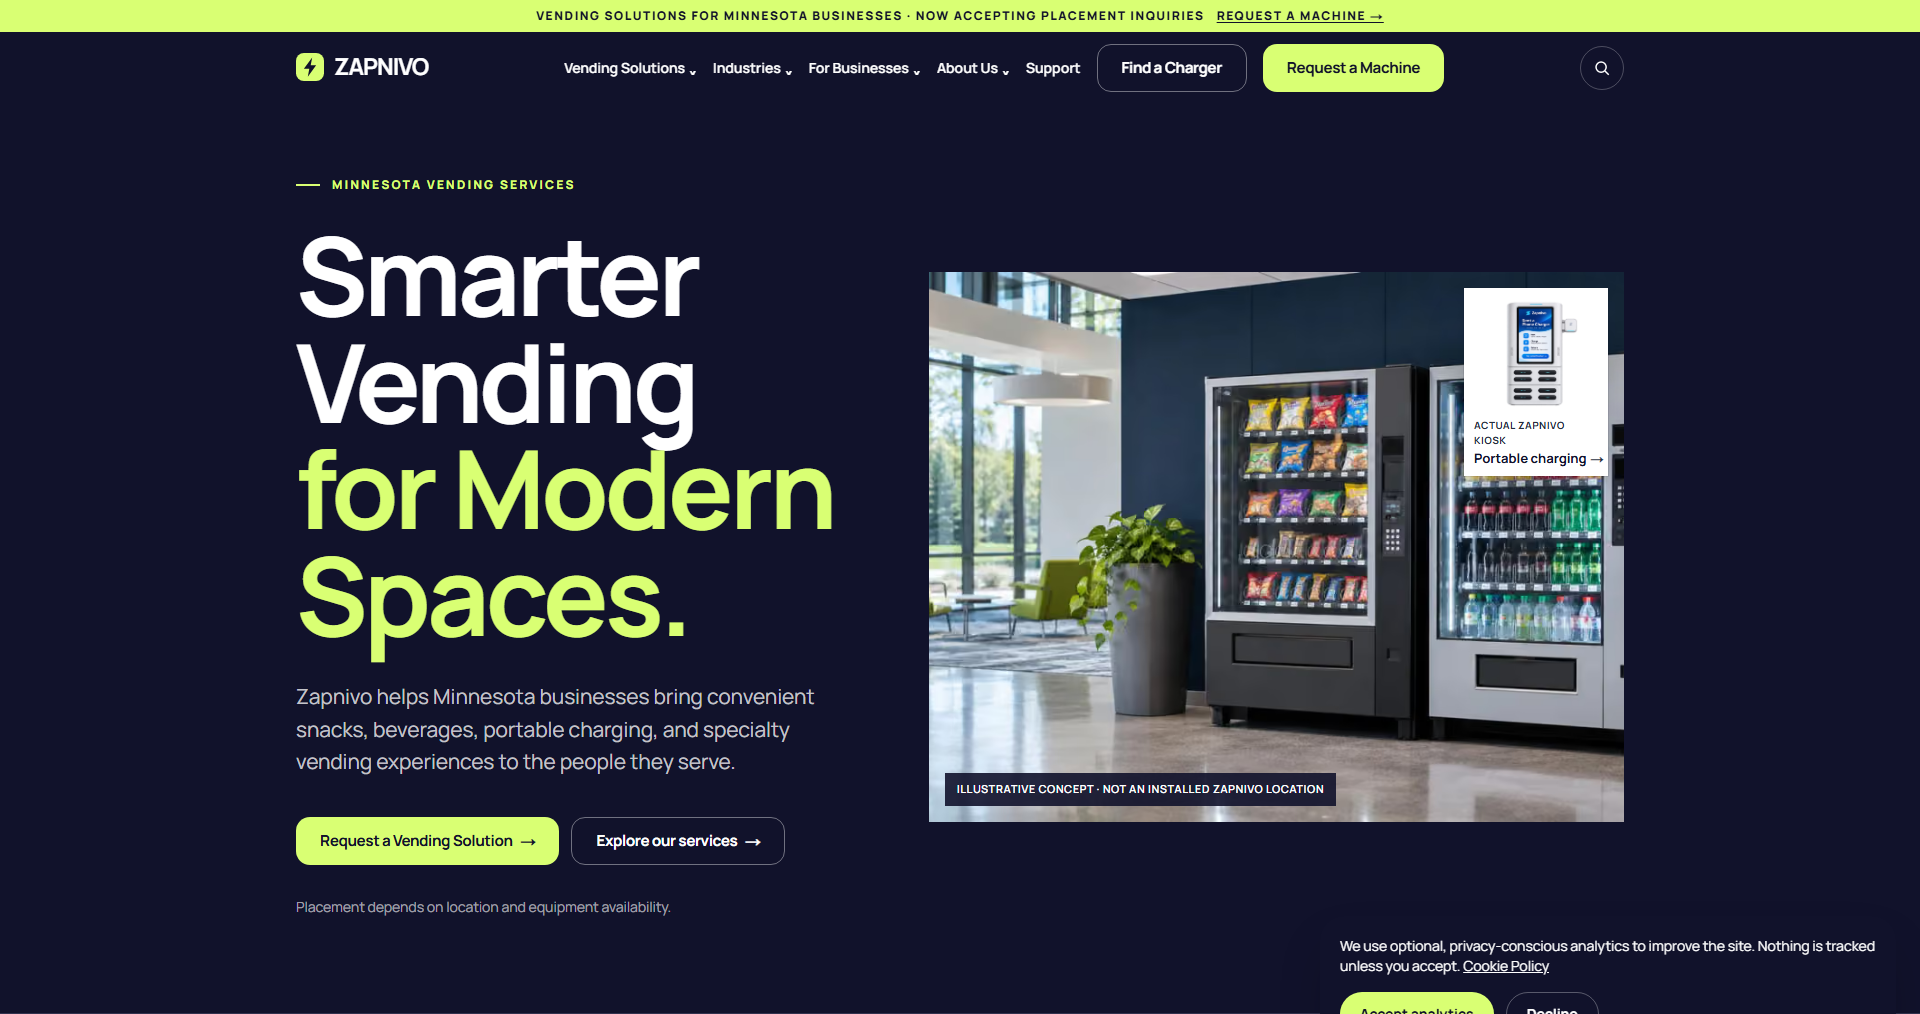 VENDING SOLUTIONS FOR MINNESOTA BUSINESSES · NOW ACCEPTING PLACEMENT INQUIRIES REQUEST A MACHINE →
ZAPNIVO
Vending Solutions
Industries
For Businesses
About Us
Support
Find a Charger
Request a Machine
MINNESOTA VENDING SERVICES
Smarter
Vending
for Modern
Spaces.
Zapnivo helps Minnesota businesses bring convenient
snacks, beverages, portable charging, and specialty
vending experiences to the people they serve.
Request a Vending Solution →
Explore our services →
Placement depends on location and equipment availability.
ACTUAL ZAPNIVO
KIOSK
Portable charging →
ILLUSTRATIVE CONCEPT · NOT AN INSTALLED ZAPNIVO LOCATION
We use optional, privacy-conscious analytics to improve the site. Nothing is tracked
unless you accept. Cookie Policy
Accept analytics
Decline